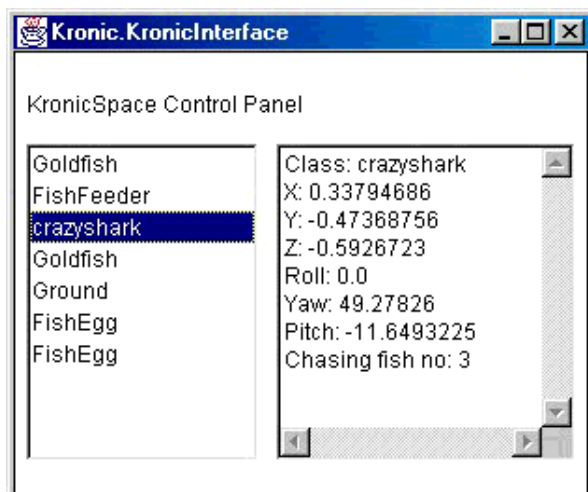 Kronic.KronicInterface
KronicSpace Control Panel
Goldfish
FishFeeder
crazyshark
Goldfish
Ground
FishEgg
FishEgg
Class: crazyshark
X: 0.33794686
Y: -0.47368756
Z: -0.5926723
Roll: 0.0
Yaw: 49.27826
Pitch: -11.6493225
Chasing fish no: 3